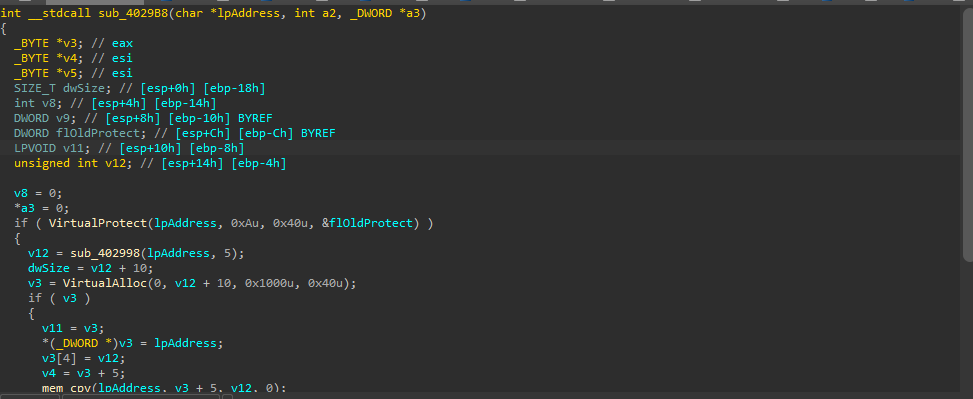 int __stdcall sub_4029B8(char *lpAddress, int a2, _DWORD *a3)
{
_BYTE *v3; // eax
_BYTE *v4; // esi
_BYTE *v5; // esi
SIZE_T dwSize; // [esp+0h] [ebp-18h]
int v8; // [esp+4h] [ebp-14h]
DWORD v9; // [esp+8h] [ebp-10h] BYREF
DWORD flOldProtect; // [esp+Ch] [ebp-Ch] BYREF
LPVOID v11; // [esp+10h] [ebp-8h]
unsigned int v12; // [esp+14h] [ebp-4h]
v8 = 0;
*a3 = 0;
if ( VirtualProtect(lpAddress, 0xAu, 0x40u, &flOldProtect) )
{
v12 = sub_402998(lpAddress, 5);
dwSize = v12 + 10;
v3 = VirtualAlloc(0, v12 + 10, 0x1000u, 0x40u);
if ( v3 )
{
v11 = v3;
*(_DWORD *)v3 = lpAddress;
v3[4] = v12;
v4 = v3 + 5;
mem_cpy(lpAddress, v3 + 5, v12, 0);